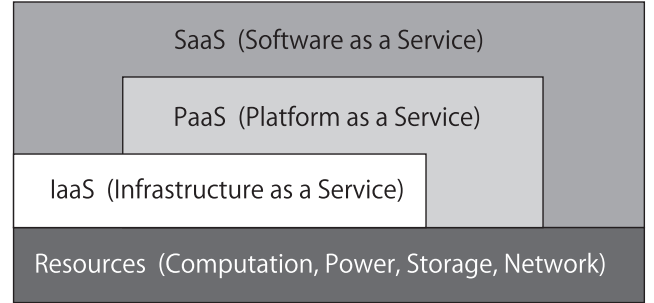 SaaS (Software as a Service)
PaaS (Platform as a Service)
IaaS (Infrastructure as a Service)
Resources (Computation, Power, Storage, Network)